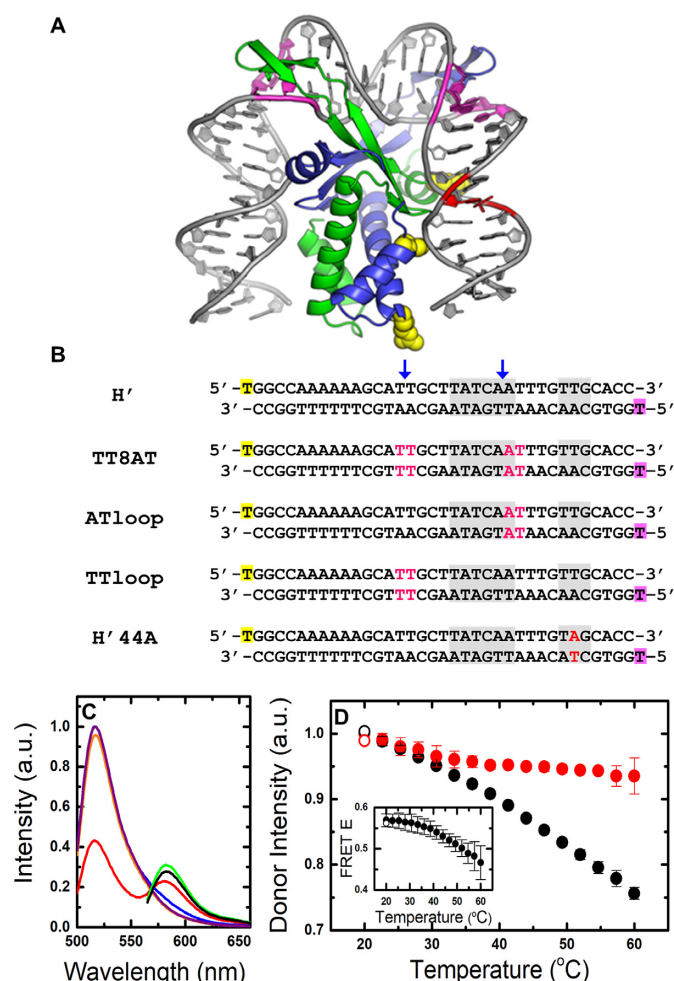 A
B
H′
5′-TGGCCAAAAAAGCATTGCTTATCAATTTGTTGCACC-3′
3′-CCGGTTTTTTCGTAACGAATAGTTAAACAACGTGGT-5′
TT8AT
5′-TGGCCAAAAAAGCATTGCTTATCAATTTGTTGCACC-3′
3′-CCGGTTTTTTCGTTTCGAATAGTATAACAACGTGGT-5′
ATloop
5′-TGGCCAAAAAAGCATTGCTTATCAATTTGTTGCACC-3′
3′-CCGGTTTTTTCGTAACGAATAGTATAACAACGTGGT-5
TTloop
5′-TGGCCAAAAAAGCATTGCTTATCAATTTGTTGCACC-3′
3′-CCGGTTTTTTCGTTTCGAATAGTTAAACAACGTGGT-5′
H′44A
5′-TGGCCAAAAAAGCATTGCTTATCAATTTGTAGCACC-3′
3′-CCGGTTTTTTCGTAACGAATAGTTAAACATCGTGGT-5
C
Intensity (a.u.)
1.0
0.8
0.6
0.4
0.2
0.0
500 550 600 650
Wavelength (nm)
D
Donor Intensity (a.u.)
1.0
0.9
0.8
0.7
20 30 40 50 60
Temperature (°C)
FRET E
0.6
0.5
0.4
20 30 40 50 60
Temperature (°C)